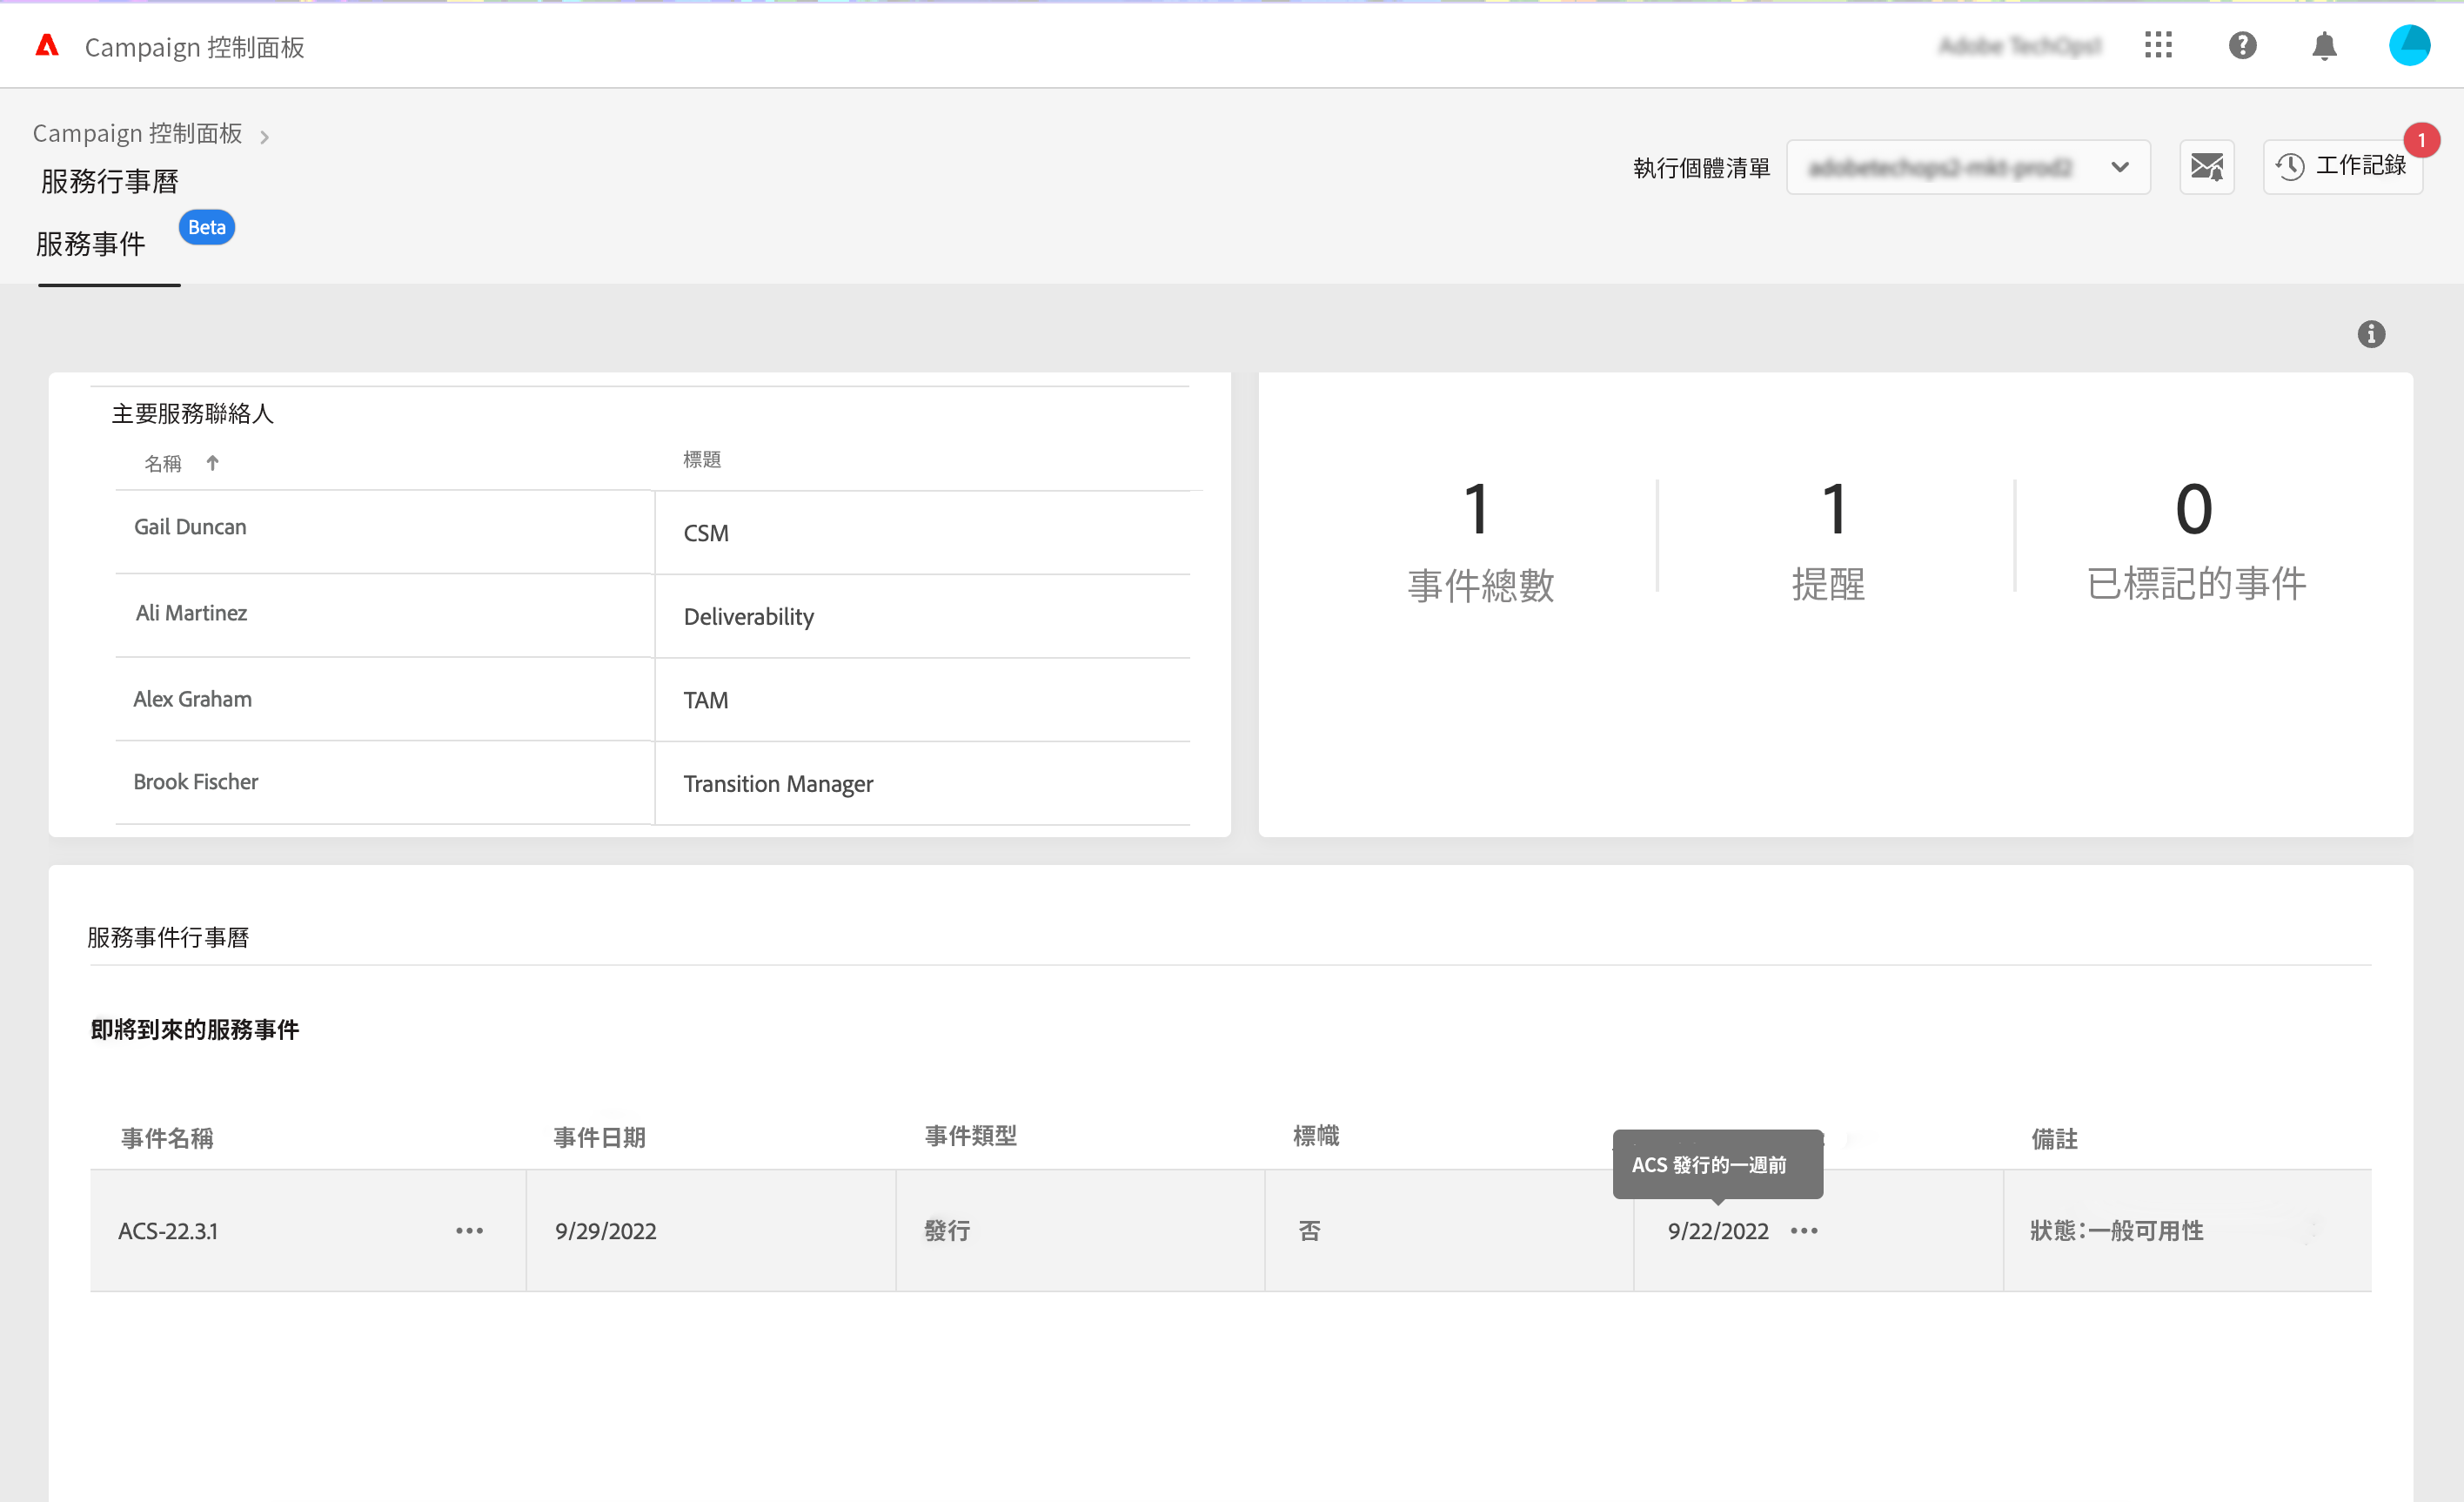 Campaign 控制面板
Campaign 控制面板
服務行事曆
執行個體清單
工作記錄
1
服務事件
Beta
主要服務聯絡人
名稱
標題
Gail Duncan
CSM
Ali Martinez
Deliverability
Alex Graham
TAM
Brook Fischer
Transition Manager
1
事件總數
1
提醒
0
已標記的事件
服務事件行事曆
即將到來的服務事件
事件名稱
事件日期
事件類型
標幟
備註
ACS 發行的一週前
ACS-22.3.1
9/29/2022
發行
否
9/22/2022
狀態：一般可用性